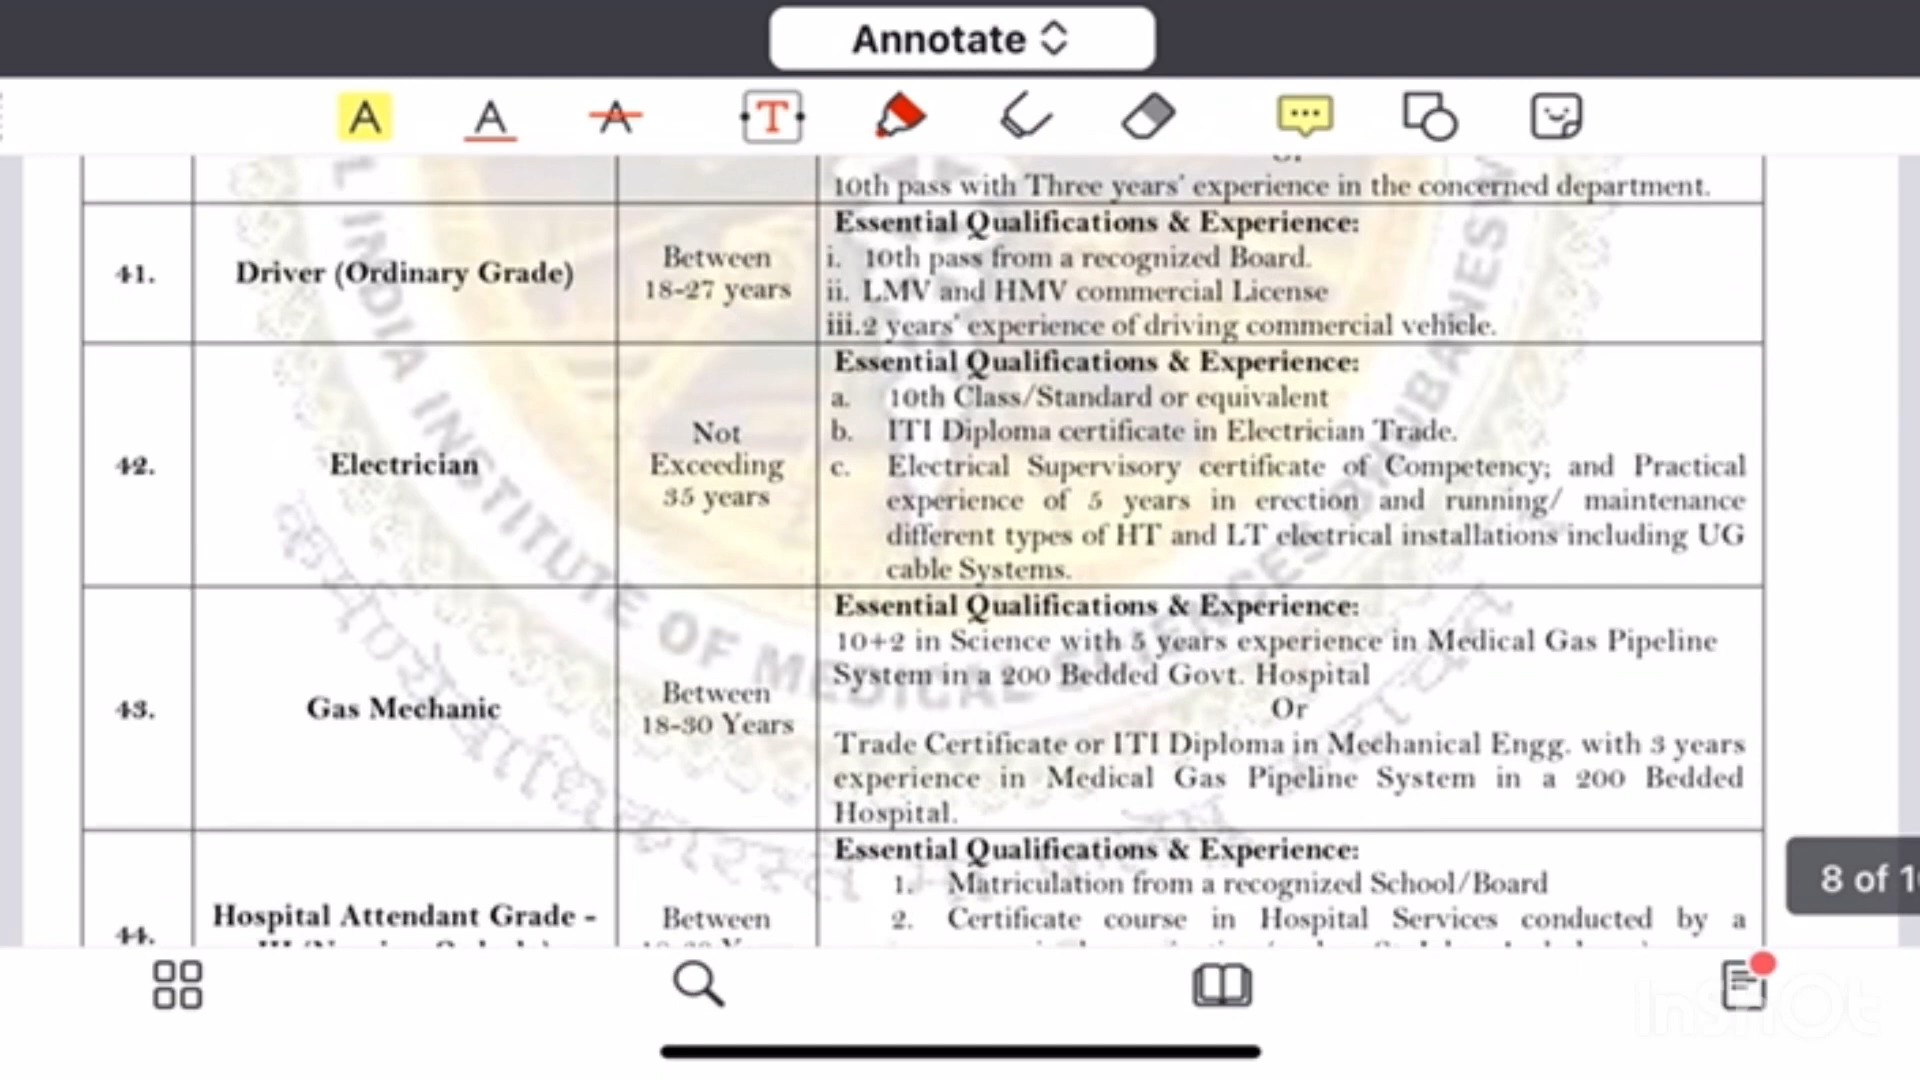 Annotate
A
A
A
T
10th pass with Three years' experience in the concerned department.
Essential Qualifications & Experience:
41.
Driver (Ordinary Grade)
Between
18-27 years
i. 10th pass from a recognized Board.
ii. LMV and HMV commercial License
iii.2 years' experience of driving commercial vehicle.
42.
Electrician
Not
Exceeding
35 years
Essential Qualifications & Experience:
a. 10th Class/Standard or equivalent
b. ITI Diploma certificate in Electrician Trade.
c. Electrical Supervisory certificate of Competency; and Practical
experience of 5 years in erection and running/ maintenance
different types of HT and LT electrical installations including UG
cable Systems.
43.
Gas Mechanic
Between
18-30 Years
Essential Qualifications & Experience:
10+2 in Science with 5 years experience in Medical Gas Pipeline
System in a 200 Bedded Govt. Hospital
Or
Trade Certificate or ITI Diploma in Mechanical Engg. with 3 years
experience in Medical Gas Pipeline System in a 200 Bedded
Hospital.
44.
Hospital Attendant Grade -
Between
Essential Qualifications & Experience:
1. Matriculation from a recognized School/Board
2. Certificate course in Hospital Services conducted by a
8 of 1
INDIA INSTITUTE OF MEDICAL SCIENCES BHUBANESW
InShOt